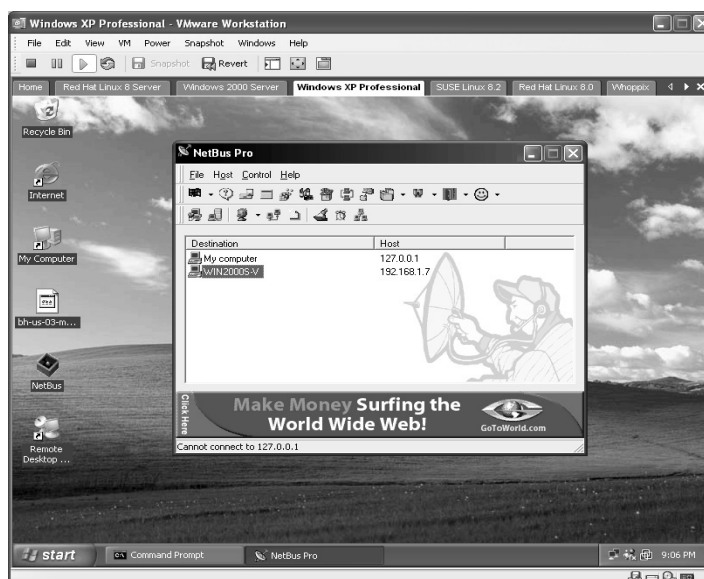 Windows XP Professional - VMware Workstation
File Edit View VM Power Snapshot Windows Help
Snapshot Revert
Home Red Hat Linux 8 Server Windows 2000 Server Windows XP Professional SUSE Linux 8.2 Red Hat Linux 8.0 Whoppix
Recycle Bin
Internet
My Computer
bh-us-03-m...
NetBus
Remote
Desktop ...
NetBus Pro
File Host Control Help
Destination Host
My computer 127.0.0.1
WIN2000S-V 192.168.1.7
Click Here
Make Money Surfing the
World Wide Web!
GoToWorld.com
Cannot connect to 127.0.0.1
start Command Prompt NetBus Pro 9:06 PM